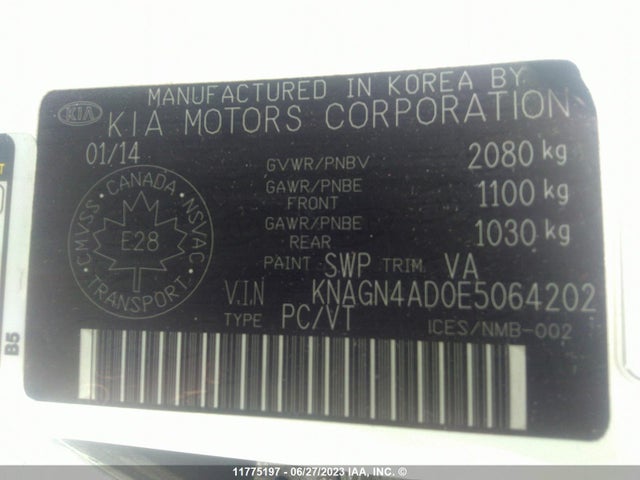 MANUFACTURED IN KOREA BY
KIA KIA MOTORS CORPORATION
01/14
GVWR/PNBV 2080 kg
GAWR/PNBE FRONT 1100 kg
GAWR/PNBE REAR 1030 kg
CMVSS · CANADA · NSVAC · TRANSPORT ·
E28
PAINT SWP TRIM VA
V.I.N KNAGN4AD0E5064202
TYPE PC/VT ICES/NMB-002
B5
11775197 - 06/27/2023 IAA, Inc. ©